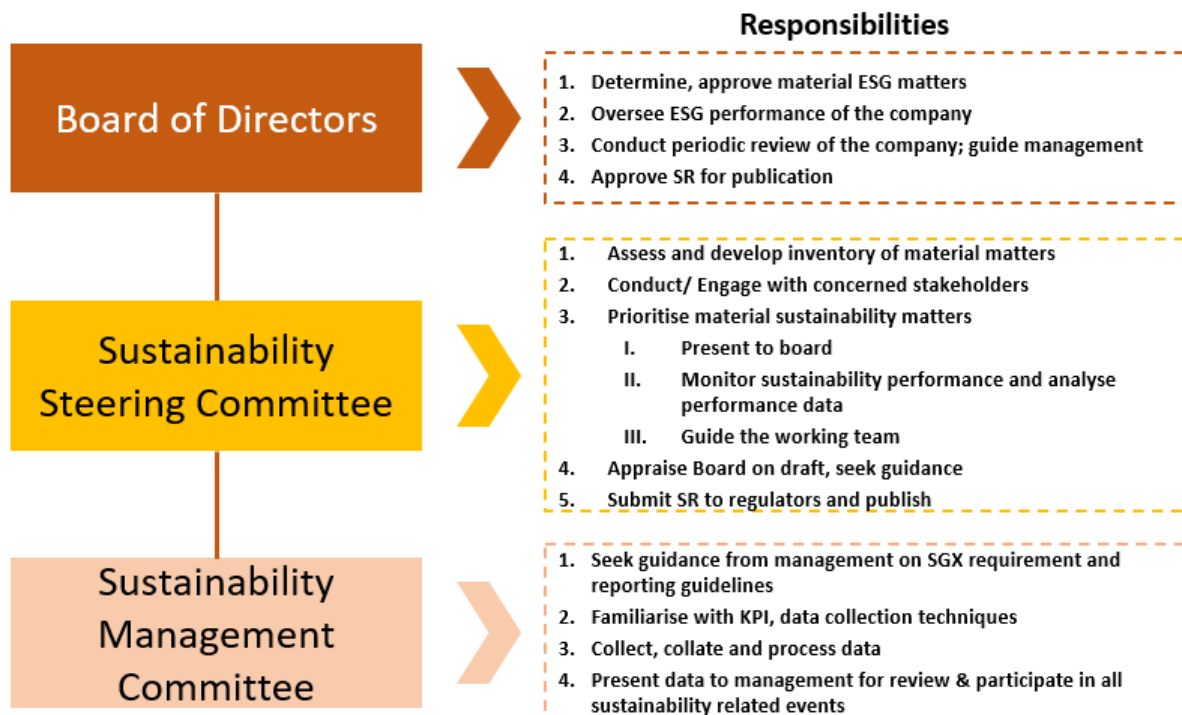 Responsibilities
Board of Directors
1. Determine, approve material ESG matters
2. Oversee ESG performance of the company
3. Conduct periodic review of the company; guide management
4. Approve SR for publication
Sustainability
Steering Committee
1. Assess and develop inventory of material matters
2. Conduct/ Engage with concerned stakeholders
3. Prioritise material sustainability matters
I. Present to board
II. Monitor sustainability performance and analyse
performance data
III. Guide the working team
4. Appraise Board on draft, seek guidance
5. Submit SR to regulators and publish
Sustainability
Management
Committee
1. Seek guidance from management on SGX requirement and
reporting guidelines
2. Familiarise with KPI, data collection techniques
3. Collect, collate and process data
4. Present data to management for review & participate in all
sustainability related events